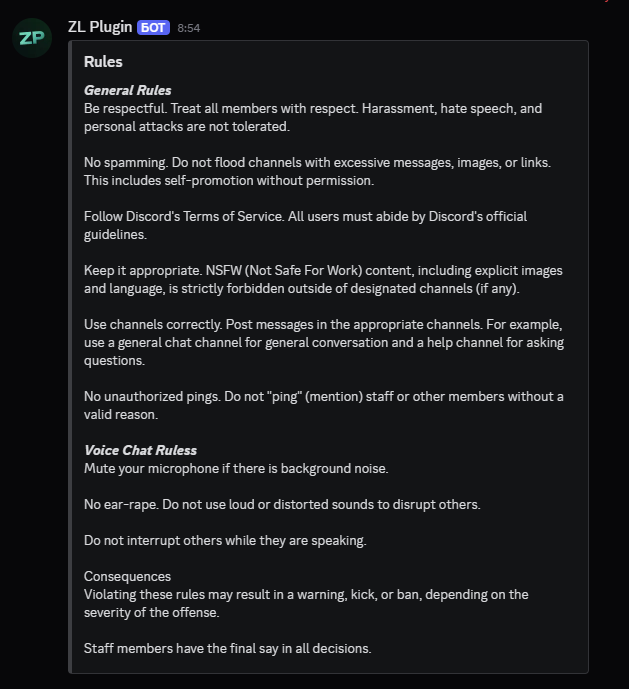 ZP
ZL Plugin БОТ 8:54
Rules
General Rules
Be respectful. Treat all members with respect. Harassment, hate speech, and
personal attacks are not tolerated.
No spamming. Do not flood channels with excessive messages, images, or links.
This includes self-promotion without permission.
Follow Discord's Terms of Service. All users must abide by Discord's official
guidelines.
Keep it appropriate. NSFW (Not Safe For Work) content, including explicit images
and language, is strictly forbidden outside of designated channels (if any).
Use channels correctly. Post messages in the appropriate channels. For example,
use a general chat channel for general conversation and a help channel for asking
questions.
No unauthorized pings. Do not "ping" (mention) staff or other members without a
valid reason.
Voice Chat Ruless
Mute your microphone if there is background noise.
No ear-rape. Do not use loud or distorted sounds to disrupt others.
Do not interrupt others while they are speaking.
Consequences
Violating these rules may result in a warning, kick, or ban, depending on the
severity of the offense.
Staff members have the final say in all decisions.